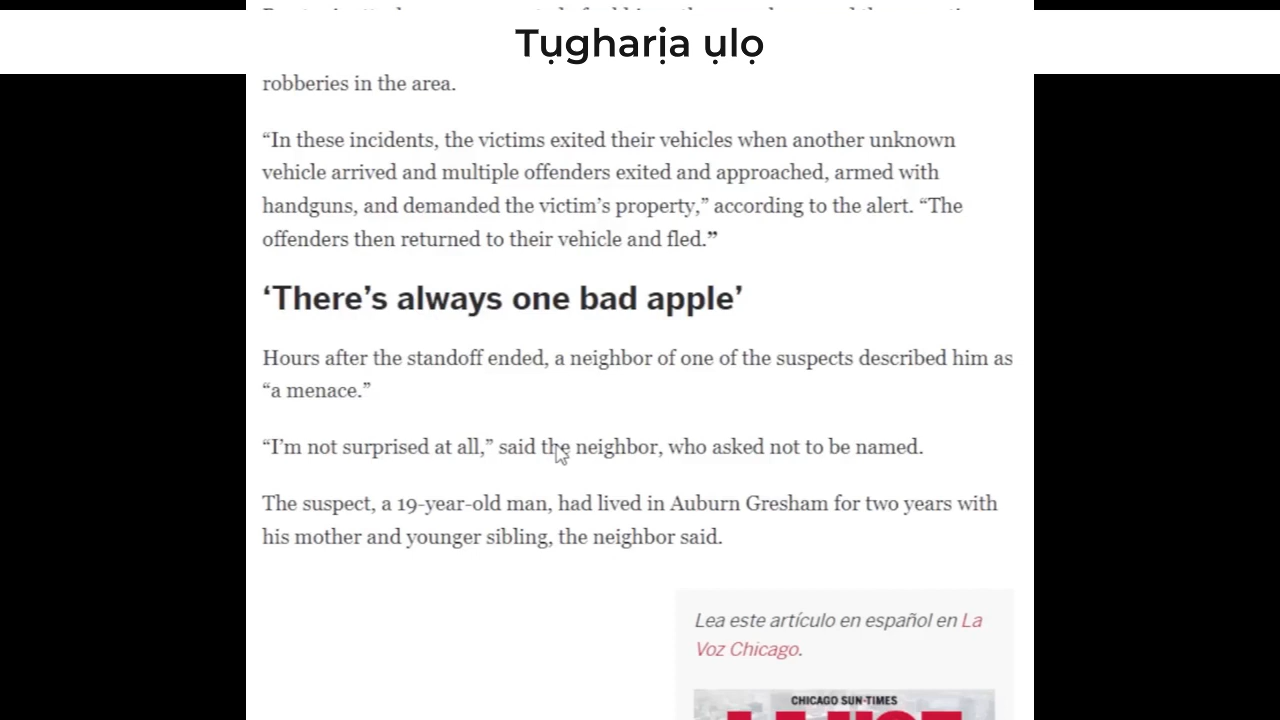 Tụgharịa ụlọ
robberies in the area.
“In these incidents, the victims exited their vehicles when another unknown
vehicle arrived and multiple offenders exited and approached, armed with
handguns, and demanded the victim’s property,” according to the alert. “The
offenders then returned to their vehicle and fled.”
‘There’s always one bad apple’
Hours after the standoff ended, a neighbor of one of the suspects described him as
“a menace.”
“I’m not surprised at all,” said the neighbor, who asked not to be named.
The suspect, a 19-year-old man, had lived in Auburn Gresham for two years with
his mother and younger sibling, the neighbor said.
Lea este artículo en español en La
Voz Chicago.
CHICAGO SUN-TIMES